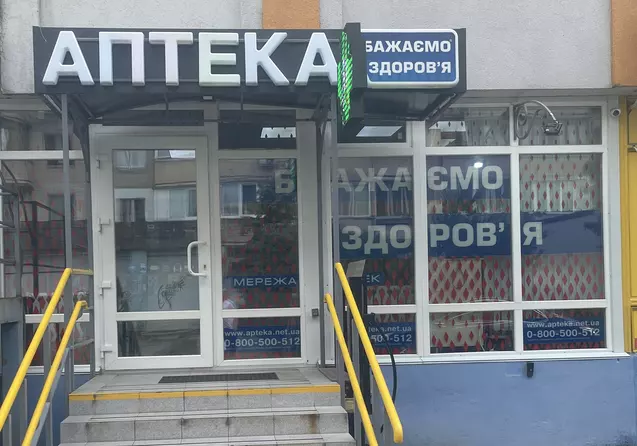 АПТЕКА
БАЖАЄМО
ЗДОРОВ'Я
БАЖАЄМО
ЗДОРОВ'Я
МЕРЕЖА
www.apteka.net.ua
0-800-500-512
www.apteka.net.ua
0-800-500-512